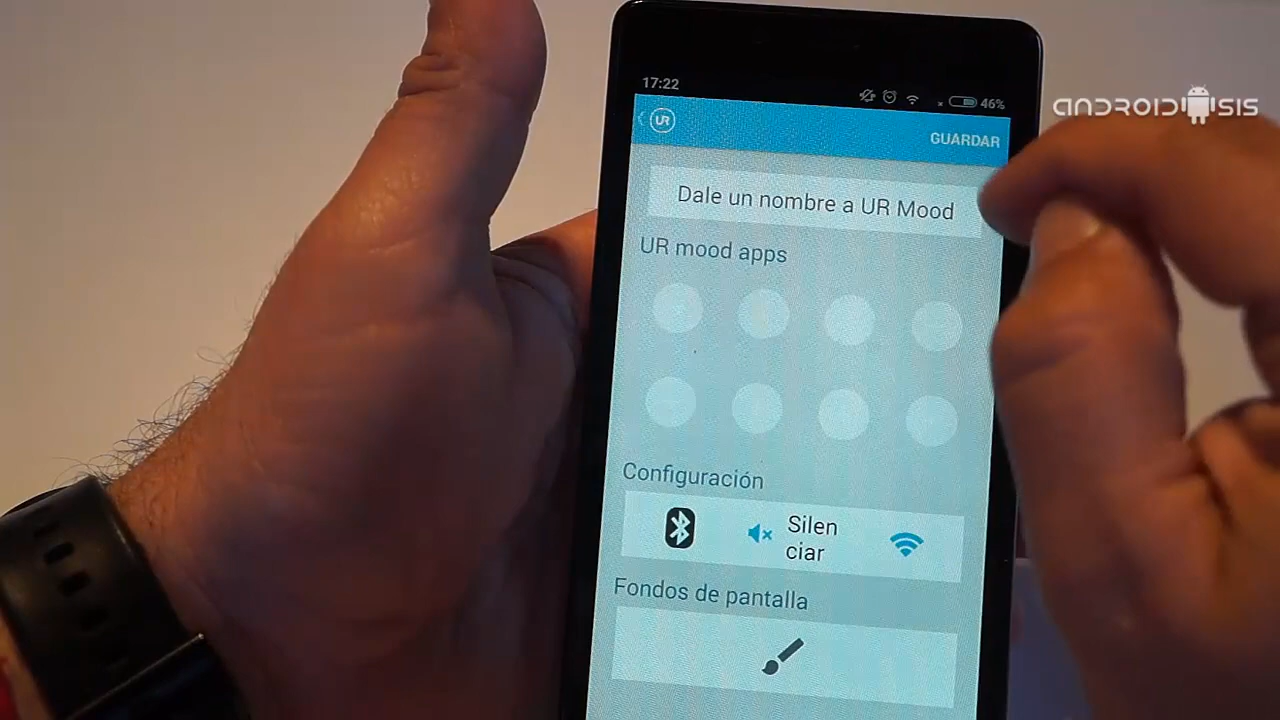 17:22
46%
ANDROIDSIS
UR
GUARDAR
Dale un nombre a UR Mood
UR mood apps
Configuración
Silen
ciar
Fondos de pantalla